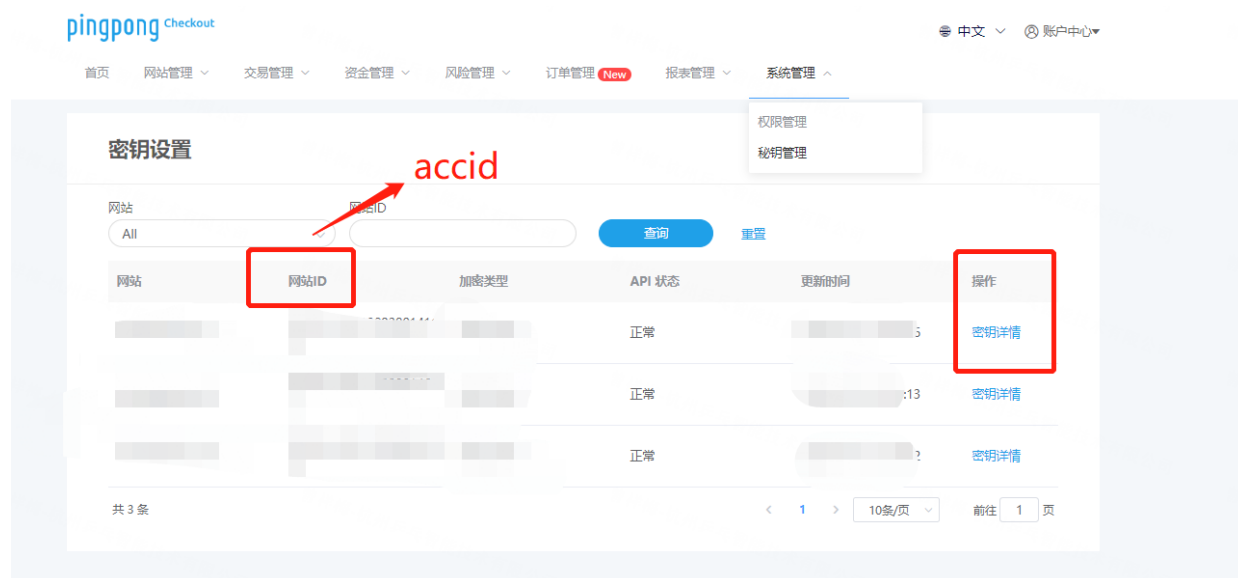 pingpong Checkout
中文 账户中心
首页 网站管理 交易管理 资金管理 风险管理 订单管理 New 报表管理 系统管理
权限管理
秘钥管理
密钥设置
accid
网站 网站ID
All 查询 重置
网站 网站ID 加密类型 API 状态 更新时间 操作
正常 密钥详情
正常 :13 密钥详情
正常 密钥详情
共 3 条 1 10条/页 前往 1 页